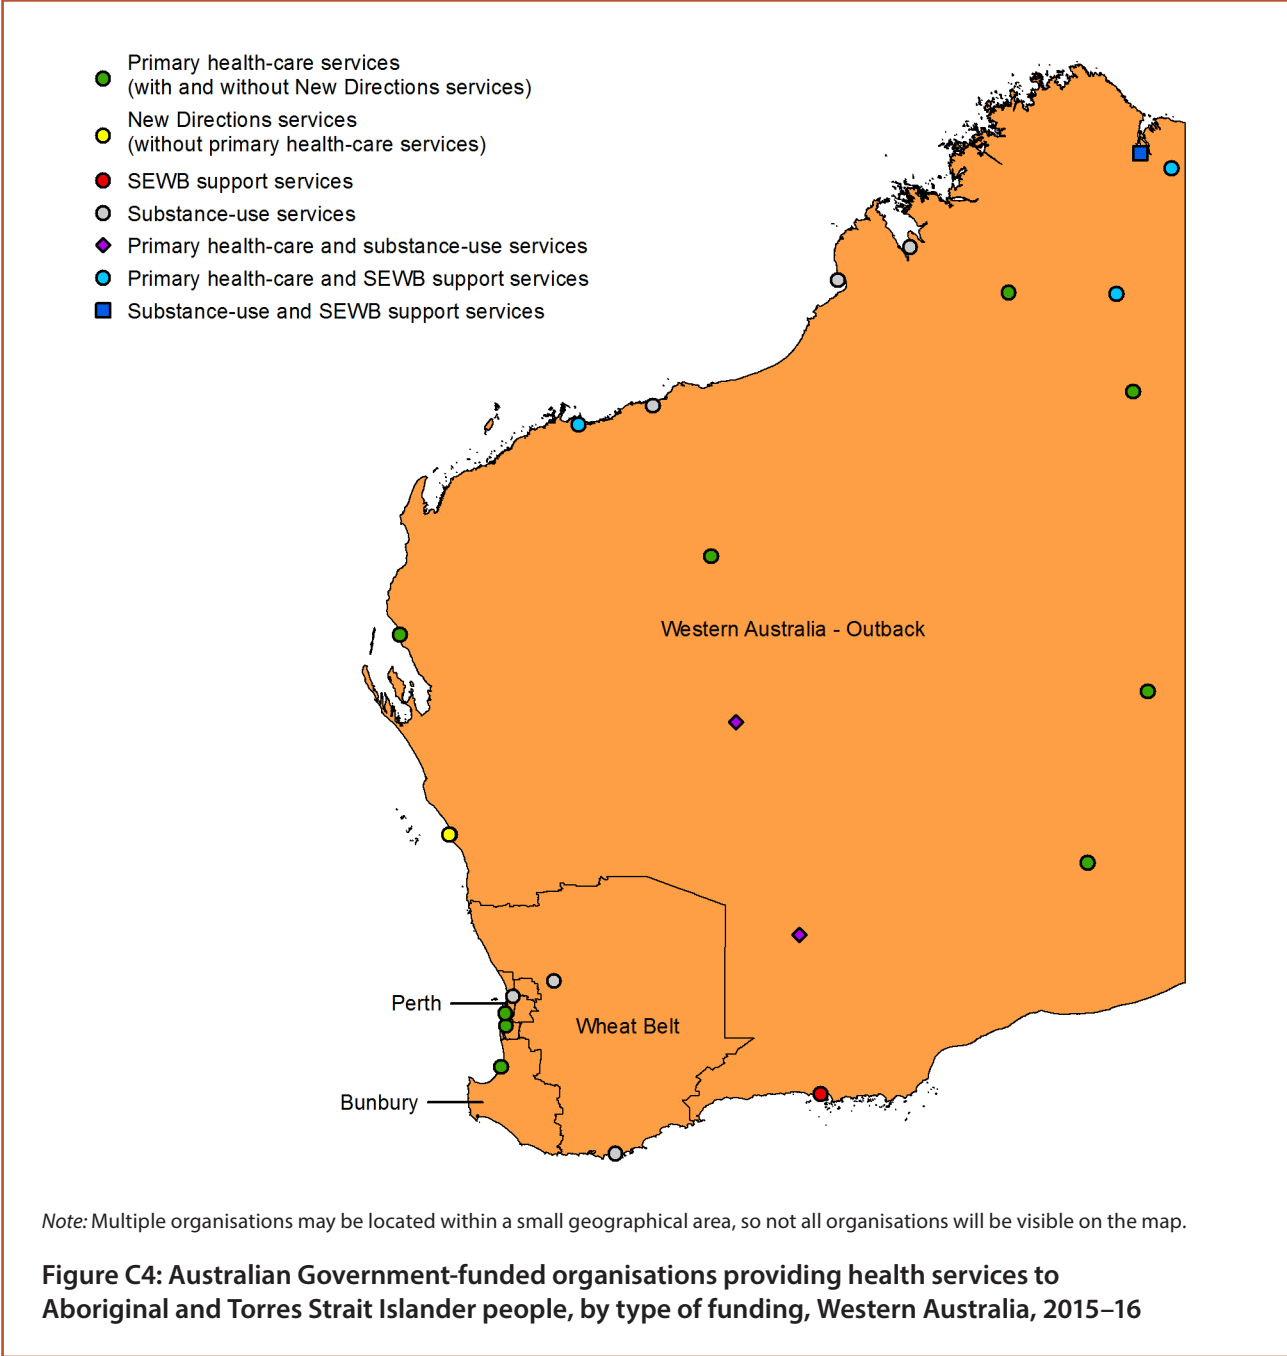 Primary health-care services
(with and without New Directions services)
New Directions services
(without primary health-care services)
SEWB support services
Substance-use services
Primary health-care and substance-use services
Primary health-care and SEWB support services
Substance-use and SEWB support services
Western Australia - Outback
Perth
Wheat Belt
Bunbury
Note: Multiple organisations may be located within a small geographical area, so not all organisations will be visible on the map.
Figure C4: Australian Government-funded organisations providing health services to
Aboriginal and Torres Strait Islander people, by type of funding, Western Australia, 2015–16